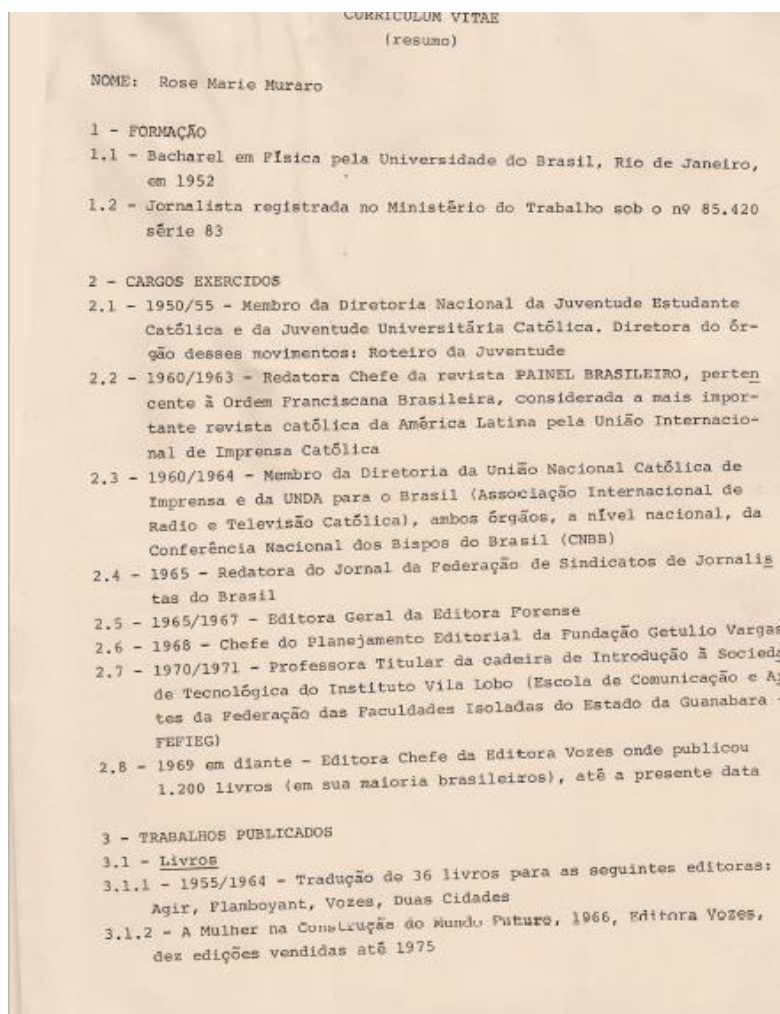 CURRICULUM VITAE
(resumo)
NOME: Rose Marie Muraro
1 - FORMAÇÃO
1.1 - Bacharel em Física pela Universidade do Brasil, Rio de Janeiro,
em 1952
1.2 - Jornalista registrada no Ministério do Trabalho sob o nº 85.420
série 83
2 - CARGOS EXERCIDOS
2.1 - 1950/55 - Membro da Diretoria Nacional da Juventude Estudante
Católica e da Juventude Universitária Católica. Diretora do ór-
gão desses movimentos: Roteiro da Juventude
2.2 - 1960/1963 - Redatora Chefe da revista PAINEL BRASILEIRO, perten
cente à Ordem Franciscana Brasileira, considerada a mais impor-
tante revista católica da América Latina pela União Internacio-
nal de Imprensa Católica
2.3 - 1960/1964 - Membro da Diretoria da União Nacional Católica de
Imprensa e da UNDA para o Brasil (Associação Internacional de
Radio e Televisão Católica), ambos órgãos, a nível nacional, da
Conferência Nacional dos Bispos do Brasil (CNBB)
2.4 - 1965 - Redatora do Jornal da Federação de Sindicatos de Jornalis
tas do Brasil
2.5 - 1965/1967 - Editora Geral da Editora Forense
2.6 - 1968 - Chefe do Planejamento Editorial da Fundação Getulio Vargas
2.7 - 1970/1971 - Professora Titular da cadeira de Introdução à Socieda
de Tecnológica do Instituto Vila Lobo (Escola de Comunicação e Ar
tes da Federação das Faculdades Isoladas do Estado da Guanabara -
FEFIEG)
2.8 - 1969 em diante - Editora Chefe da Editora Vozes onde publicou
1.200 livros (em sua maioria brasileiros), até a presente data
3 - TRABALHOS PUBLICADOS
3.1 - Livros
3.1.1 - 1955/1964 - Tradução de 36 livros para as seguintes editoras:
Agir, Flamboyant, Vozes, Duas Cidades
3.1.2 - A Mulher na Construção do Mundo Futuro, 1966, Editora Vozes,
dez edições vendidas até 1975